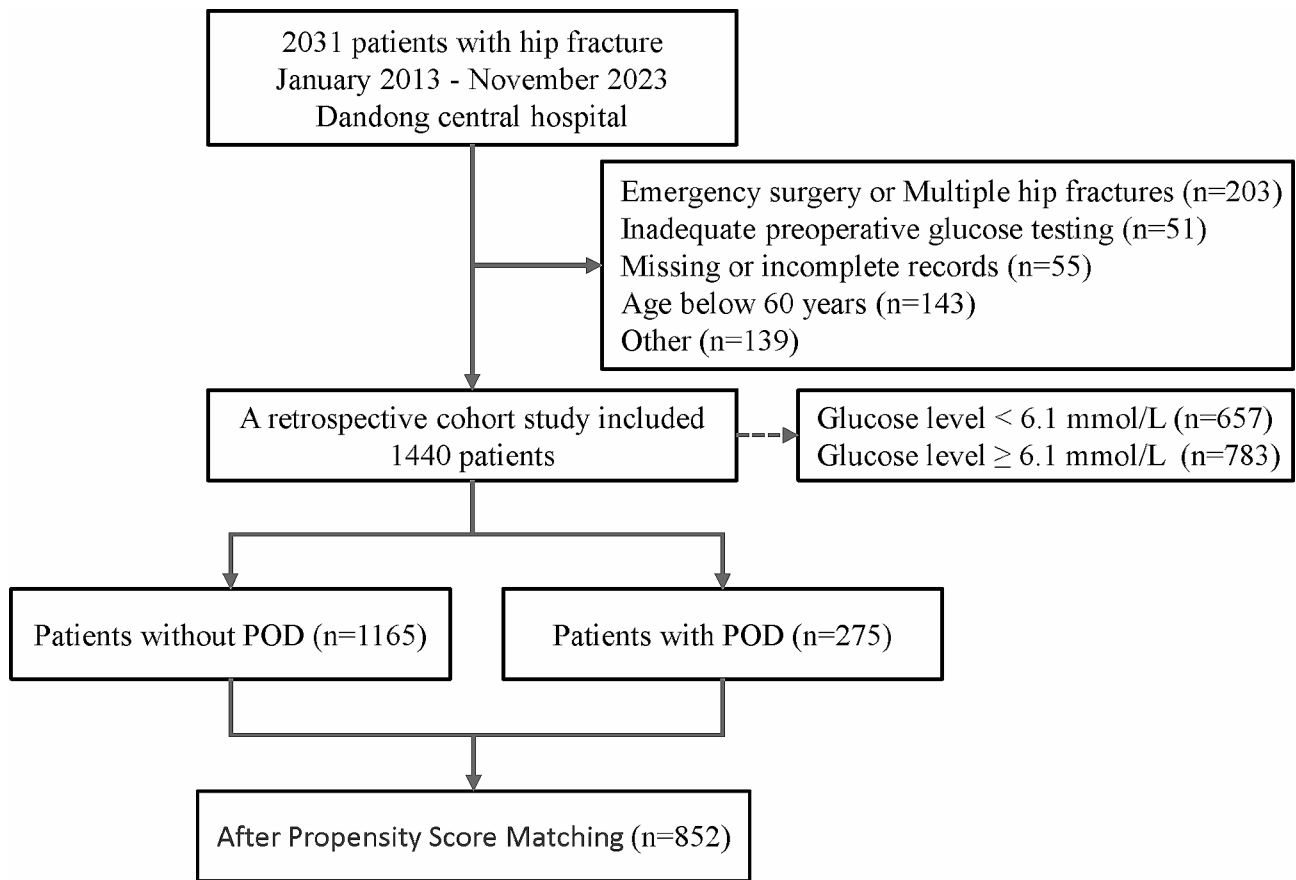 2031 patients with hip fracture
January 2013 - November 2023
Dandong central hospital
Emergency surgery or Multiple hip fractures (n=203)
Inadequate preoperative glucose testing (n=51)
Missing or incomplete records (n=55)
Age below 60 years (n=143)
Other (n=139)
A retrospective cohort study included
1440 patients
Glucose level < 6.1 mmol/L (n=657)
Glucose level ≥ 6.1 mmol/L (n=783)
Patients without POD (n=1165)
Patients with POD (n=275)
After Propensity Score Matching (n=852)